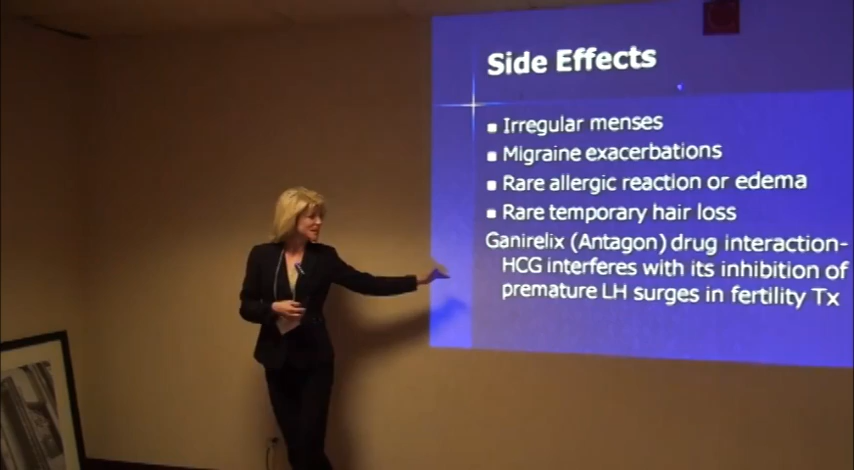 Side Effects
▪ Irregular menses
▪ Migraine exacerbations
▪ Rare allergic reaction or edema
▪ Rare temporary hair loss
Ganirelix (Antagon) drug interaction-
HCG interferes with its inhibition of
premature LH surges in fertility Tx